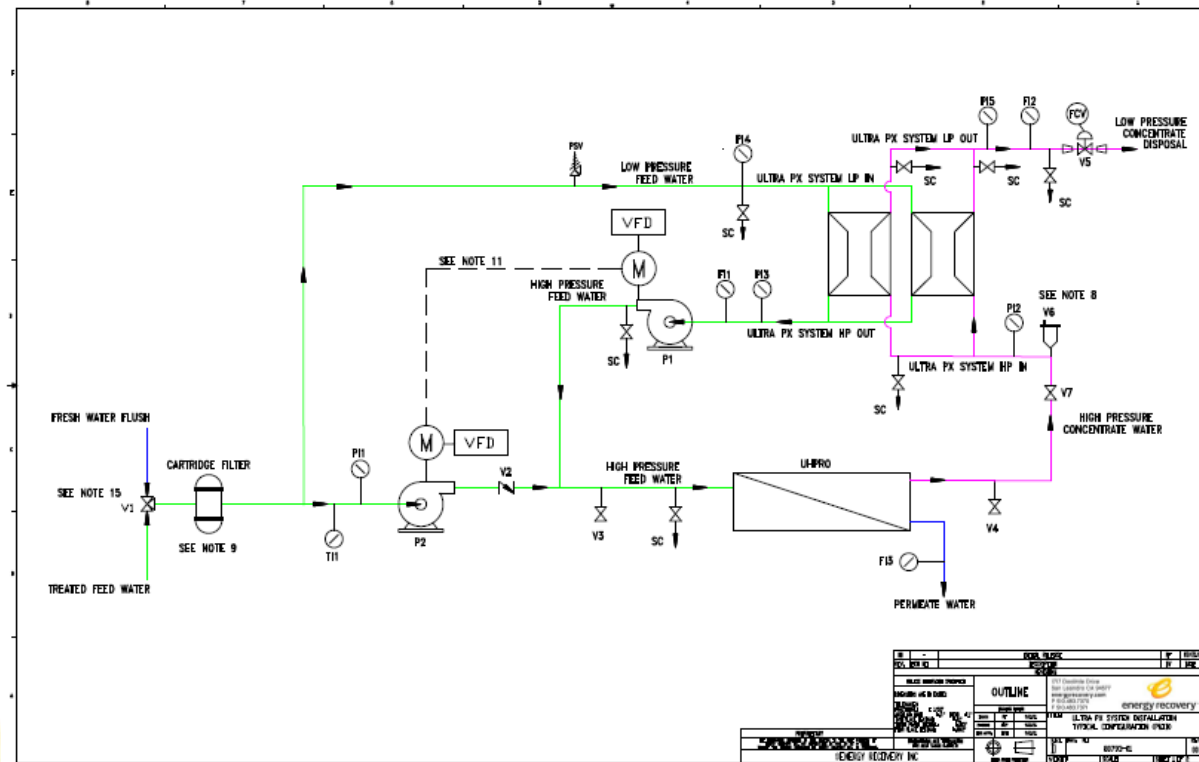 PI5
FI2
FCV
LOW PRESSURE
CONCENTRATE
DISPOSAL
V5
ULTRA PX SYSTEM LP OUT
PI4
PSV
LOW PRESSURE
FEED WATER
ULTRA PX SYSTEM LP IN
SC
SC
SC
SC
VFD
M
SEE NOTE 11
HIGH PRESSURE
FEED WATER
FI1
PI3
P1
SC
ULTRA PX SYSTEM HP OUT
SEE NOTE 8
V6
PI2
ULTRA PX SYSTEM HP IN
SC
V7
HIGH PRESSURE
CONCENTRATE WATER
FRESH WATER FLUSH
M
VFD
CARTRIDGE FILTER
SEE NOTE 15
V1
SEE NOTE 9
PI1
TI1
P2
V2
HIGH PRESSURE
FEED WATER
V3
SC
UHPRO
V4
FI3
TREATED FEED WATER
PERMEATE WATER
OUTLINE
energy recovery
ULTRA PX SYSTEM INSTALLATION
TYPICAL CONFIGURATION
ENERGY RECOVERY INC